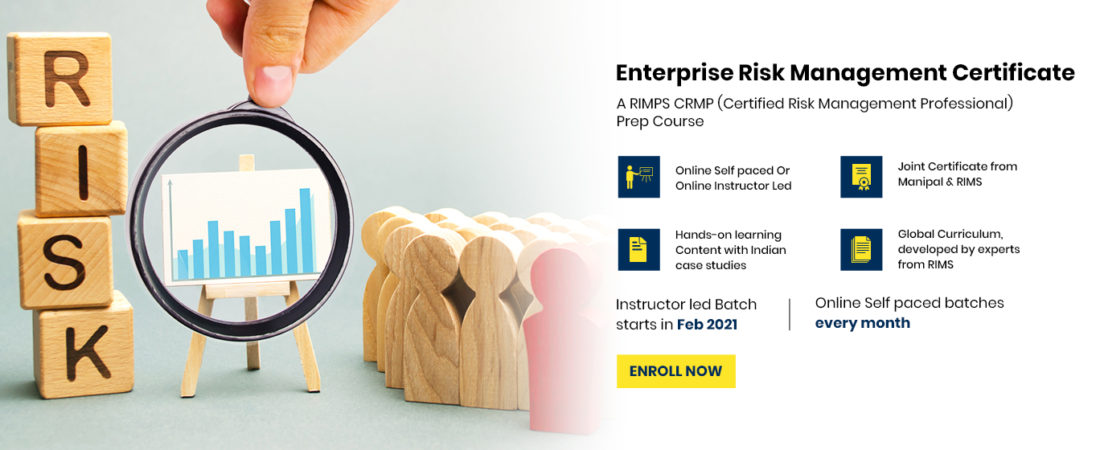 R
I
S
K
Enterprise Risk Management Certificate
A RIMPS CRMP (Certified Risk Management Professional)
Prep Course
Online Self paced Or
Online Instructor Led
Joint Certificate from
Manipal & RIMS
Hands-on learning
Content with Indian
case studies
Global Curriculum,
developed by experts
from RIMS
Instructor led Batch
starts in Feb 2021
Online Self paced batches
every month
ENROLL NOW